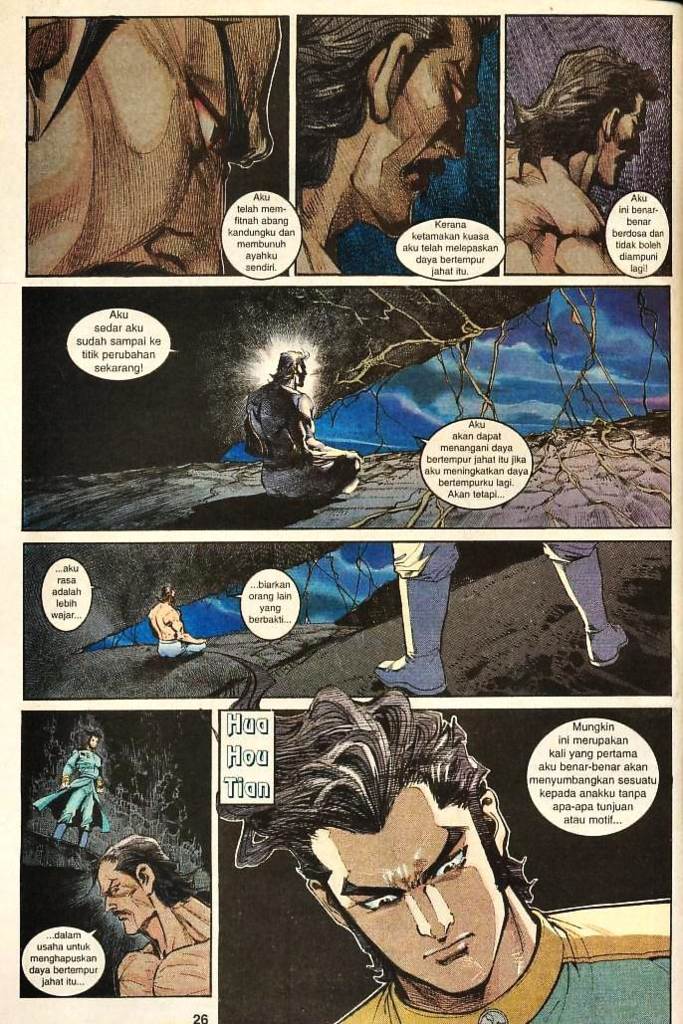 Aku
telah mem-
fitnah abang
kandungku dan
membunuh
ayahku
sendiri.
Kerana
ketamakan kuasa
aku telah melepaskan
daya bertempur
jahat itu.
Aku
ini benar-
benar
berdosa dan
tidak boleh
diampuni
lagi!
Aku
sedar aku
sudah sampai ke
titik perubahan
sekarang!
Aku
akan dapat
menangani daya
bertempur jahat itu jika
aku meningkatkan daya
bertempurku lagi.
Akan tetapi...
...aku
rasa
adalah
lebih
wajar...
...biarkan
orang lain
yang
berbakti...
...dalam
usaha untuk
menghapuskan
daya bertempur
jahat itu...
Hua
Hou
Tian
Mungkin
ini merupakan
kali yang pertama
aku benar-benar akan
menyumbangkan sesuatu
kepada anakku tanpa
apa-apa tunjuan
atau motif...
26